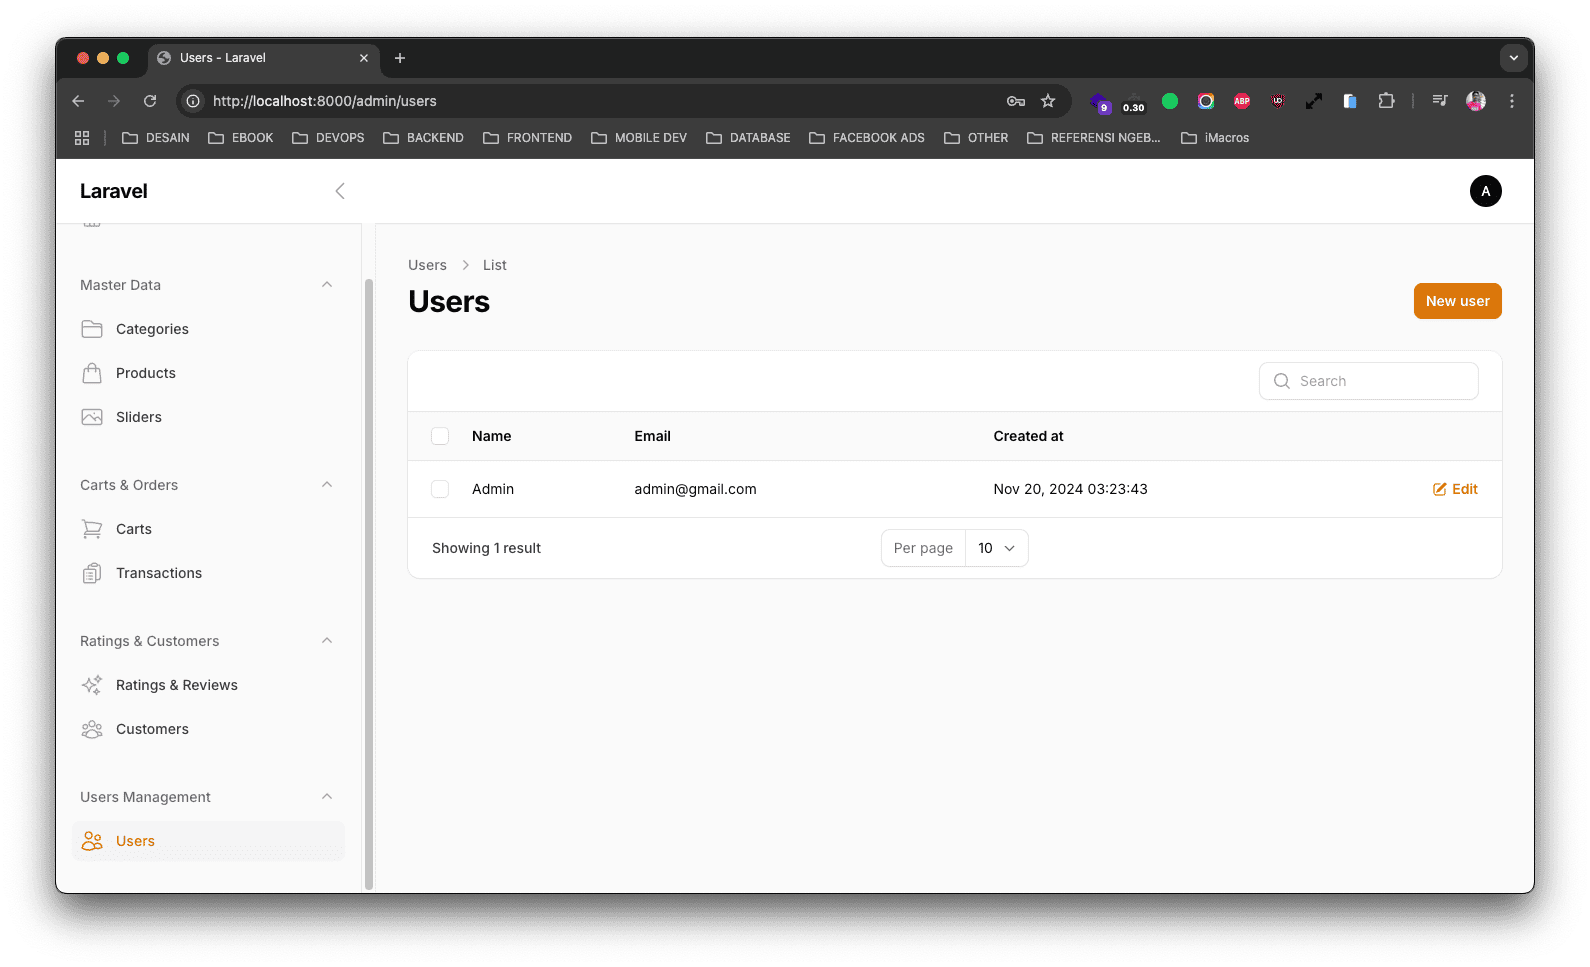 Users - Laravel
http://localhost:8000/admin/users
9
0.30
ABP
DESAIN
EBOOK
DEVOPS
BACKEND
FRONTEND
MOBILE DEV
DATABASE
FACEBOOK ADS
OTHER
REFERENSI NGEB...
iMacros
Laravel
A
Master Data
Categories
Products
Sliders
Carts & Orders
Carts
Transactions
Ratings & Customers
Ratings & Reviews
Customers
Users Management
Users
Users > List
Users
New user
Search
Name Email Created at
Admin admin@gmail.com Nov 20, 2024 03:23:43 Edit
Showing 1 result
Per page 10